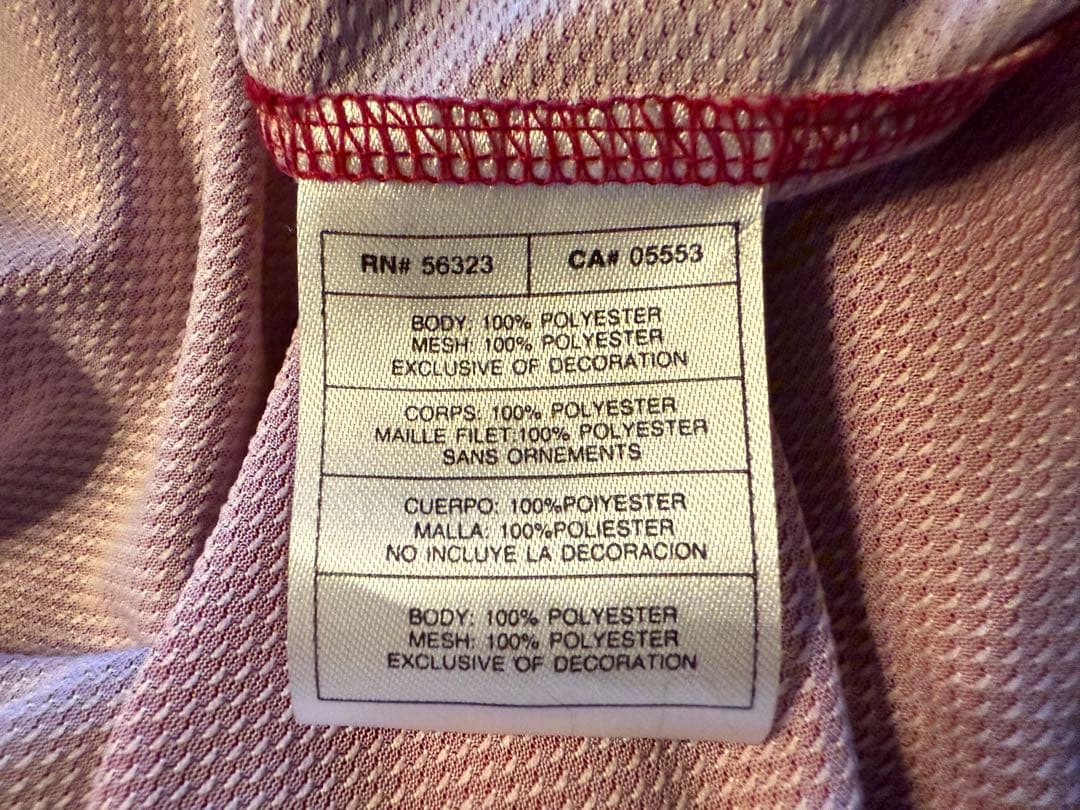 RN# 56323
CA# 05553
BODY: 100% POLYESTER
MESH: 100% POLYESTER
EXCLUSIVE OF DECORATION
CORPS: 100% POLYESTER
MAILLE FILET:100% POLYESTER
SANS ORNEMENTS
CUERPO: 100%POIYESTER
MALLA: 100%POLIESTER
NO INCLUYE LA DECORACION
BODY: 100% POLYESTER
MESH: 100% POLYESTER
EXCLUSIVE OF DECORATION